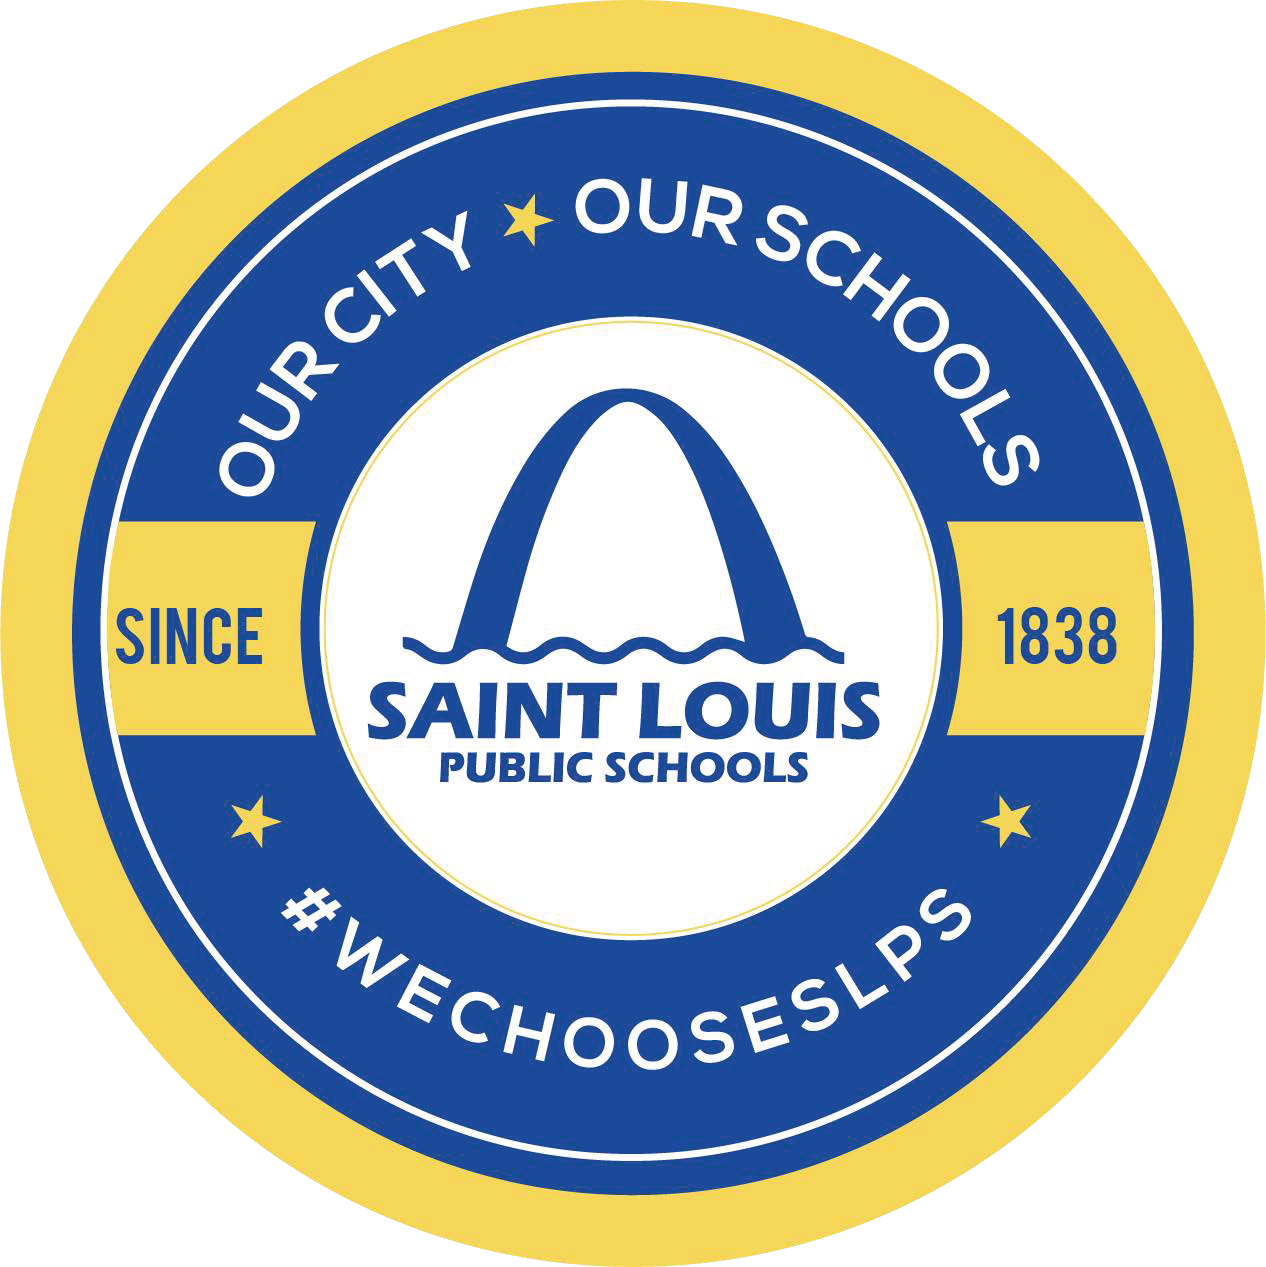 OUR CITY OUR SCHOOLS
SINCE
1838
SAINT LOUIS
PUBLIC SCHOOLS
#WECHOOSESLPS